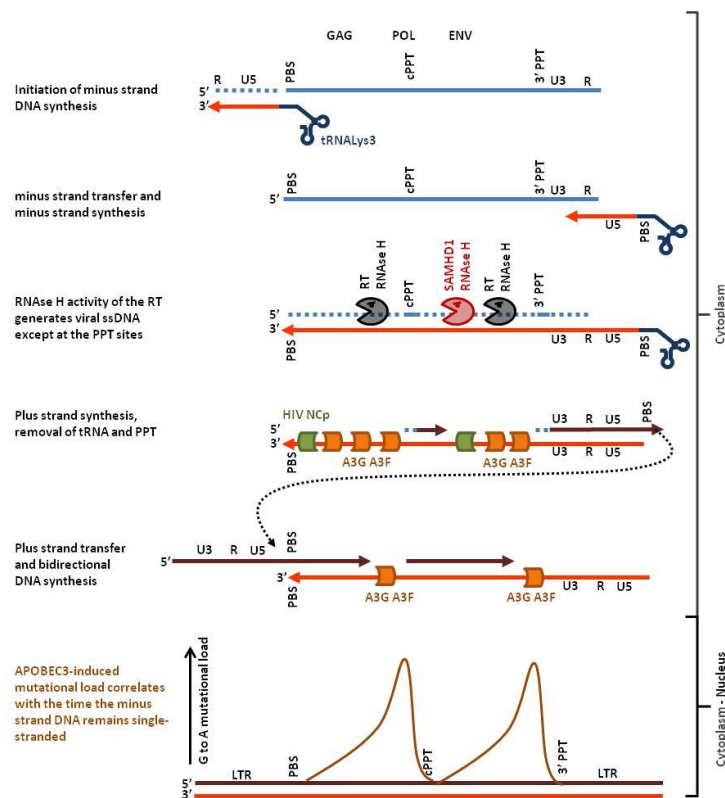 GAG POL ENV
PBS cPPT 3' PPT
R U5 U3 R
Initiation of minus strand
DNA synthesis
5'
3'
tRNALys3
PBS cPPT 3' PPT U3 R
minus strand transfer and
minus strand synthesis
5'
U5 PBS
RT
RNAse H
SAMHD1
RNAse H
RT
RNAse H
cPPT 3' PPT
RNAse H activity of the RT
generates viral ssDNA
except at the PPT sites
5'
3'
PBS U3 R U5 PBS
Cytoplasm
Plus strand synthesis,
removal of tRNA and PPT
HIV NCp
U3 R U5 PBS
5'
3'
PBS A3G A3F A3G A3F U3 R U5
Plus strand transfer
and bidirectional
DNA synthesis
U3 R U5 PBS
5'
3'
PBS A3G A3F A3G A3F U3 R U5
APOBEC3-induced
mutational load correlates
with the time the minus
strand DNA remains single-
stranded
G to A mutational load
Cytoplasm - Nucleus
LTR PBS cPPT 3' PPT LTR
5'
3'